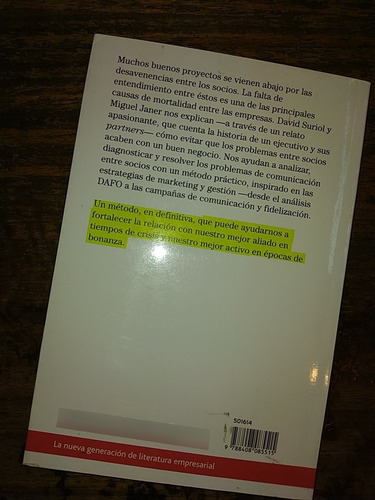 Muchos buenos proyectos se vienen abajo por las
desavenencias entre los socios. La falta de
entendimiento entre éstos es una de las principales
causas de mortalidad entre las empresas. David Suriol y
Miguel Janer nos explican —a través de un relato
apasionante, que cuenta la historia de un ejecutivo y sus
partners— cómo evitar que los problemas entre socios
acaben con un buen negocio. Nos ayudan a analizar,
diagnosticar y resolver los problemas de comunicación
entre socios con un método práctico, inspirado en las
estrategias de marketing y gestión —desde el análisis
DAFO a las campañas de comunicación y fidelización.
Un método, en definitiva, que puede ayudarnos a
fortalecer la relación con nuestro mejor aliado en
tiempos de crisis y nuestro mejor activo en épocas de
bonanza.
501614
9 788408 085515
La nueva generación de literatura empresarial